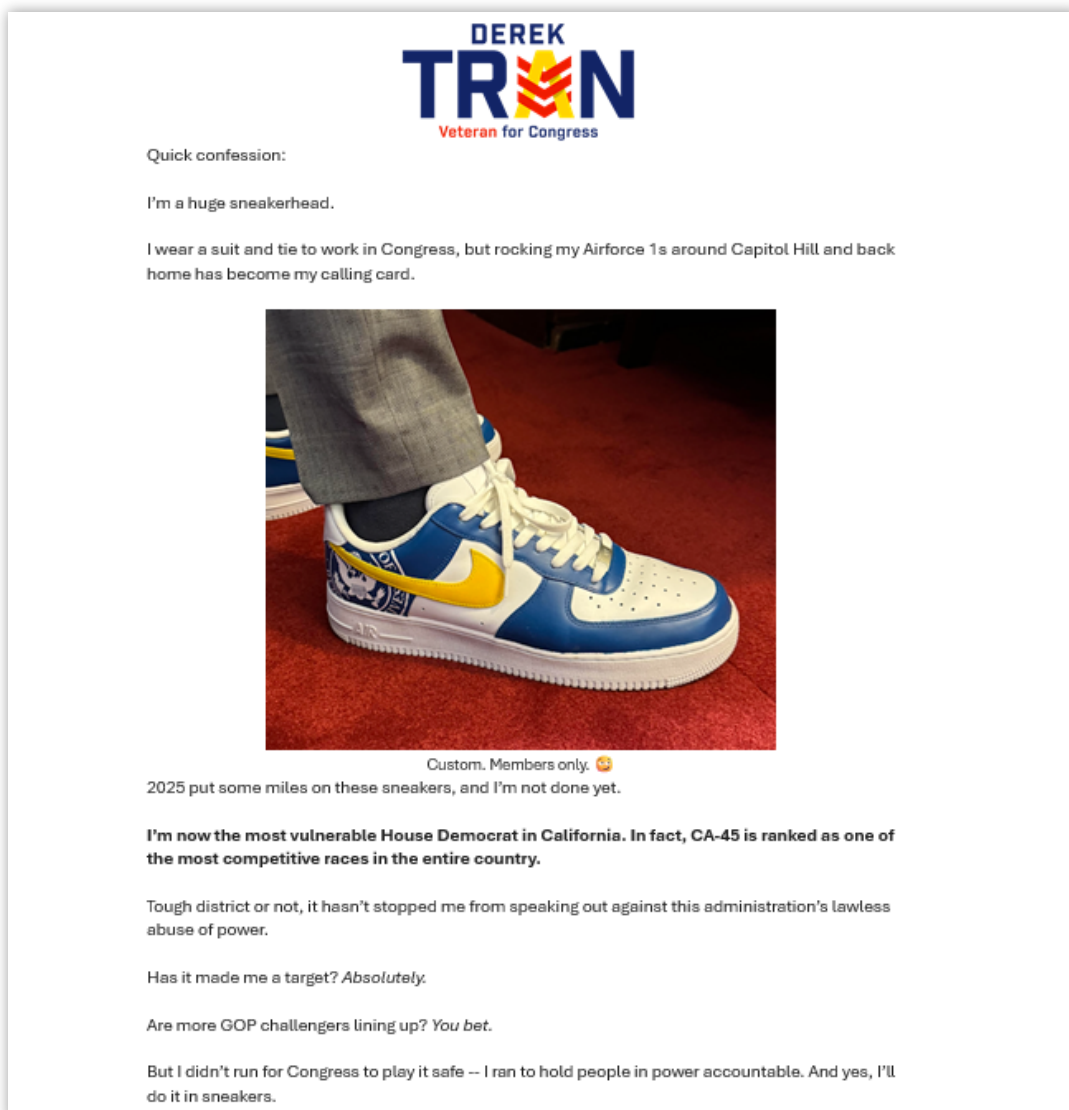 DEREK
TRAN
Veteran for Congress
Quick confession:
I'm a huge sneakerhead.
I wear a suit and tie to work in Congress, but rocking my Airforce 1s around Capitol Hill and back
home has become my calling card.
OF
AIR
Custom. Members only. 🤪
2025 put some miles on these sneakers, and I'm not done yet.
I'm now the most vulnerable House Democrat in California. In fact, CA-45 is ranked as one of
the most competitive races in the entire country.
Tough district or not, it hasn't stopped me from speaking out against this administration's lawless
abuse of power.
Has it made me a target? Absolutely.
Are more GOP challengers lining up? You bet.
But I didn't run for Congress to play it safe -- I ran to hold people in power accountable. And yes, I'll
do it in sneakers.